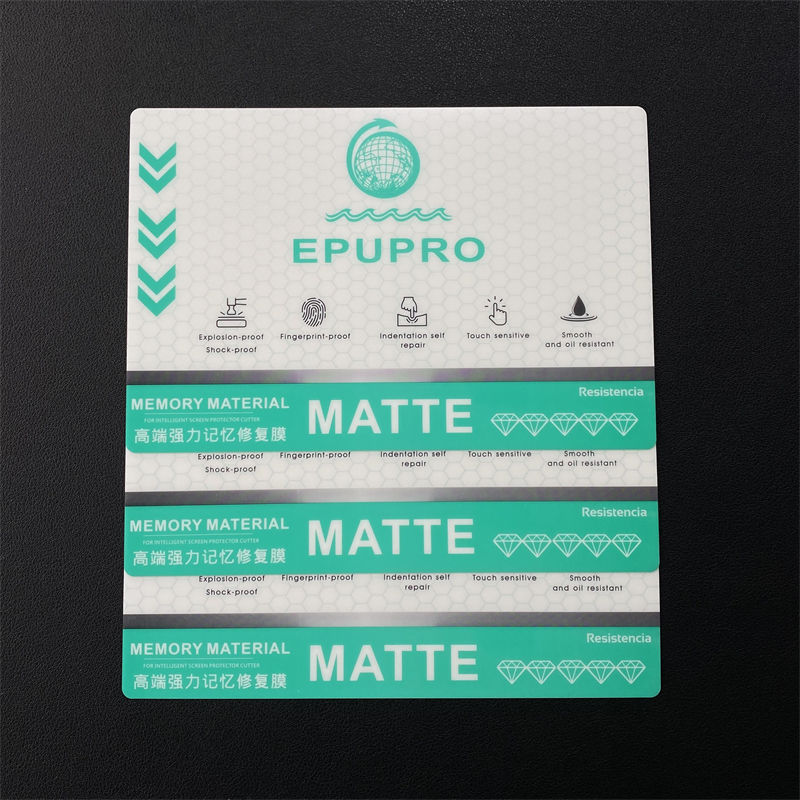 EPUPRO
Explosion-proof
Shock-proof
Fingerprint-proof
Indentation self
repair
Touch sensitive
Smooth
and oil resistant
MEMORY MATERIAL
FOR INTELLIGENT SCREEN PROTECTOR CUTTER
高端强力记忆修复膜
MATTE
Resistencia
Explosion-proof
Shock-proof
Fingerprint-proof
Indentation self
repair
Touch sensitive
Smooth
and oil resistant
MEMORY MATERIAL
FOR INTELLIGENT SCREEN PROTECTOR CUTTER
高端强力记忆修复膜
MATTE
Resistencia
Explosion-proof
Shock-proof
Fingerprint-proof
Indentation self
repair
Touch sensitive
Smooth
and oil resistant
MEMORY MATERIAL
FOR INTELLIGENT SCREEN PROTECTOR CUTTER
高端强力记忆修复膜
MATTE
Resistencia